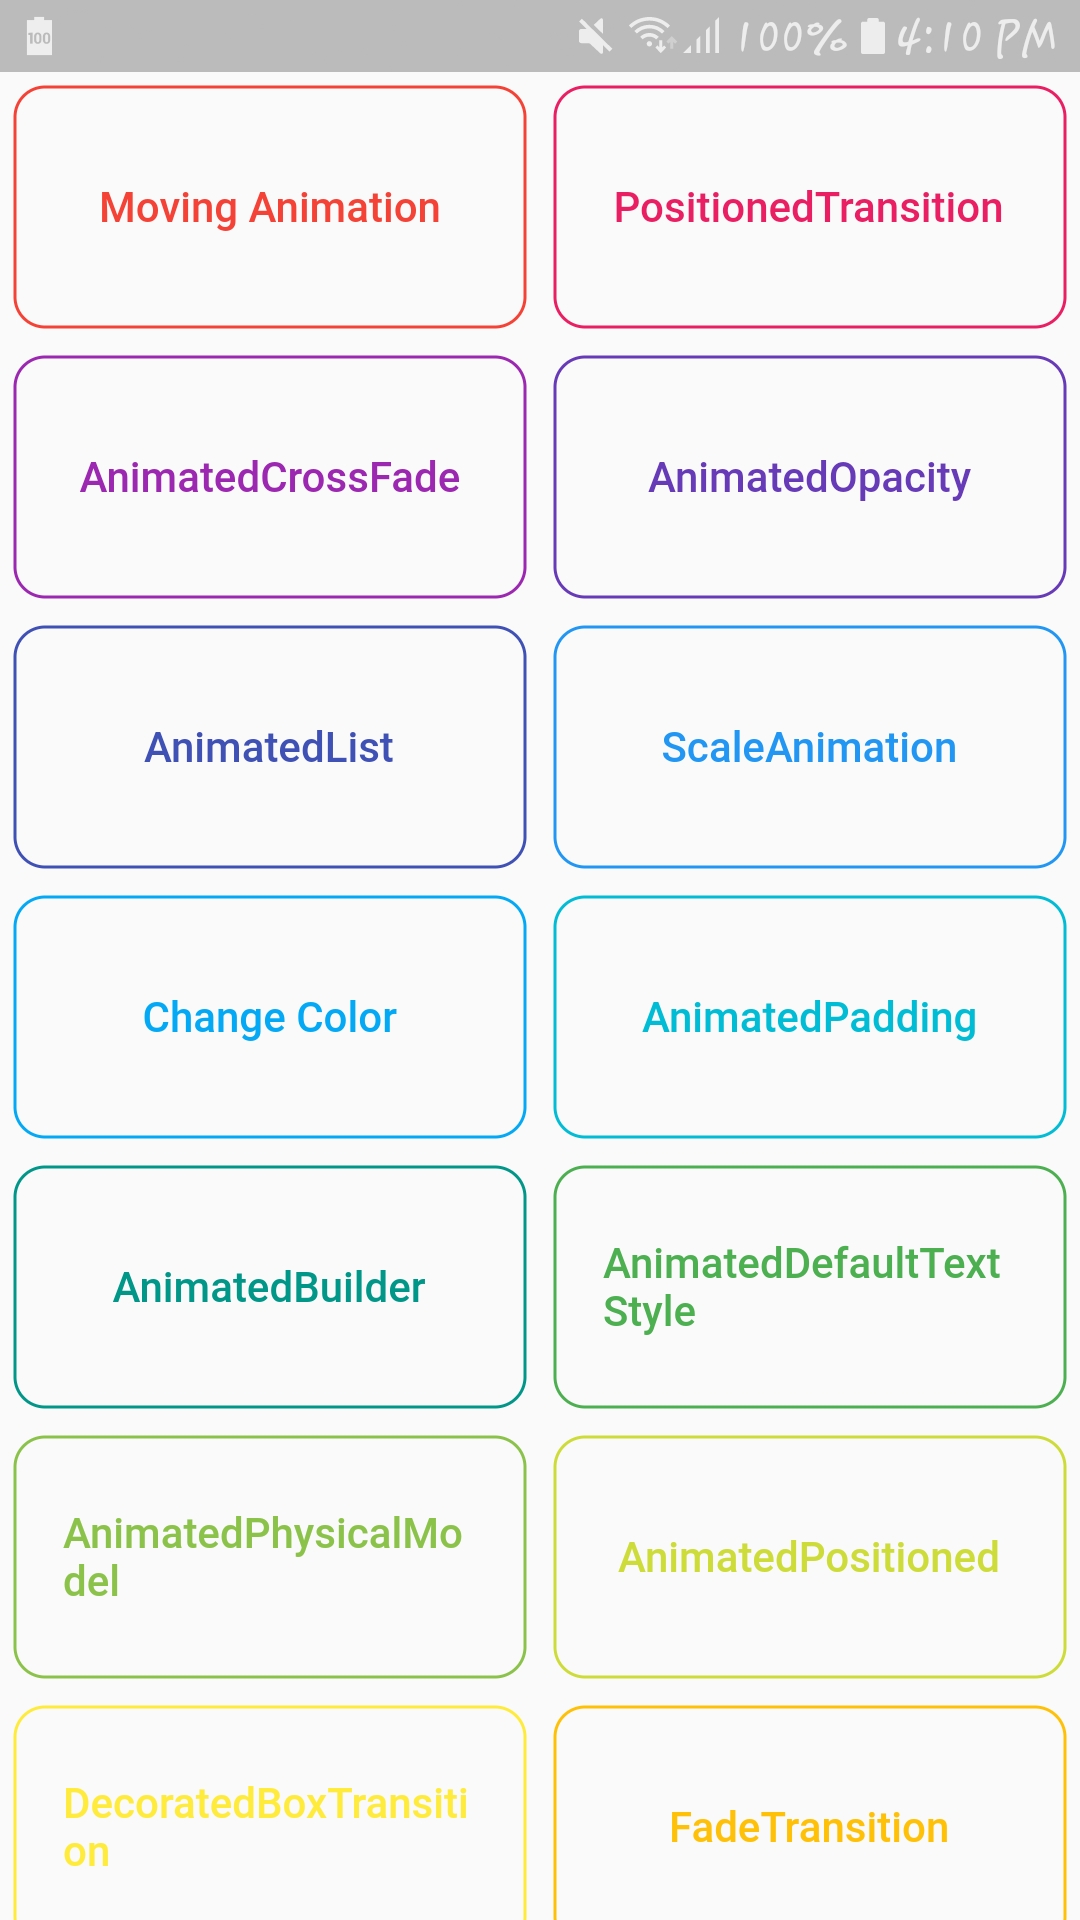 100 100% 4:10 PM
Moving Animation
PositionedTransition
AnimatedCrossFade
AnimatedOpacity
AnimatedList
ScaleAnimation
Change Color
AnimatedPadding
AnimatedBuilder
AnimatedDefaultText
Style
AnimatedPhysicalMo
del
AnimatedPositioned
DecoratedBoxTransiti
on
FadeTransition